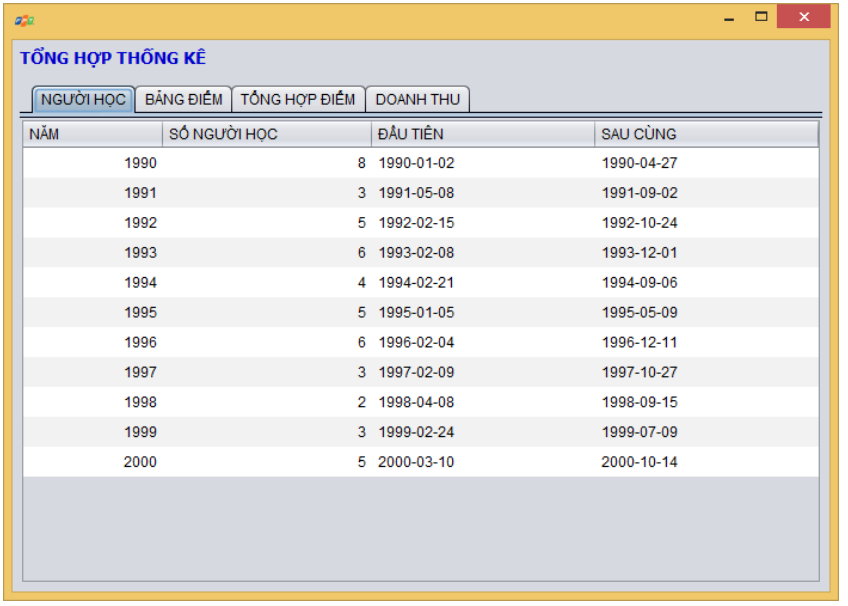 TỔNG HỢP THỐNG KÊ
NGƯỜI HỌC BẢNG ĐIỂM TỔNG HỢP ĐIỂM DOANH THU
NĂM SỐ NGƯỜI HỌC ĐẦU TIÊN SAU CÙNG
1990 8 1990-01-02 1990-04-27
1991 3 1991-05-08 1991-09-02
1992 5 1992-02-15 1992-10-24
1993 6 1993-02-08 1993-12-01
1994 4 1994-02-21 1994-09-06
1995 5 1995-01-05 1995-05-09
1996 6 1996-02-04 1996-12-11
1997 3 1997-02-09 1997-10-27
1998 2 1998-04-08 1998-09-15
1999 3 1999-02-24 1999-07-09
2000 5 2000-03-10 2000-10-14